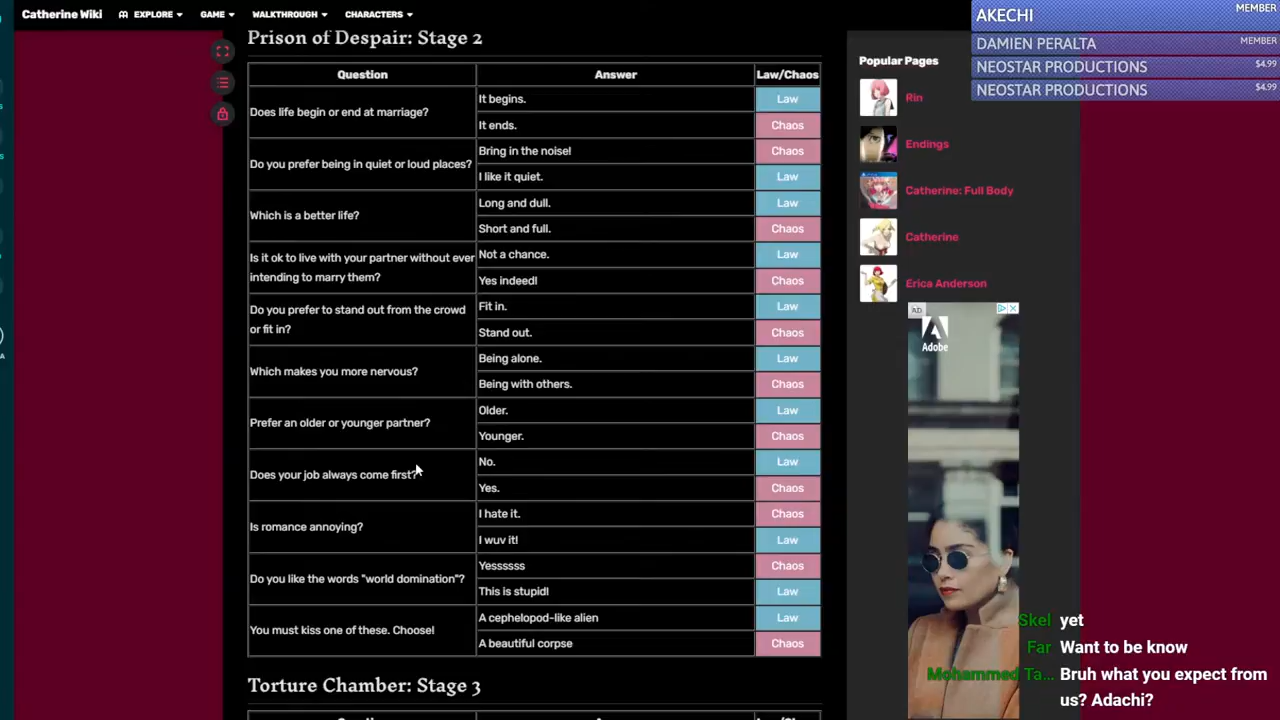 Catherine Wiki EXPLORE GAME WALKTHROUGH CHARACTERS
Prison of Despair: Stage 2
Question Answer Law/Chaos
Does life begin or end at marriage?
It begins. Law
It ends. Chaos
Do you prefer being in quiet or loud places?
Bring in the noise! Chaos
I like it quiet. Law
Which is a better life?
Long and dull. Law
Short and full. Chaos
Is it ok to live with your partner without ever
intending to marry them?
Not a chance. Law
Yes indeed! Chaos
Do you prefer to stand out from the crowd
or fit in?
Fit in. Law
Stand out. Chaos
Which makes you more nervous?
Being alone. Law
Being with others. Chaos
Prefer an older or younger partner?
Older. Law
Younger. Chaos
Does your job always come first?
No. Law
Yes. Chaos
Is romance annoying?
I hate it. Chaos
I wuv it! Law
Do you like the words "world domination"?
Yessssss Chaos
This is stupid! Law
You must kiss one of these. Choose!
A cephelopod-like alien Law
A beautiful corpse Chaos
Torture Chamber: Stage 3
Popular Pages
Rin
Endings
Catherine: Full Body
Catherine
Erica Anderson
AD
Adobe
AKECHI MEMBER
DAMIEN PERALTA MEMBER
NEOSTAR PRODUCTIONS $4.99
NEOSTAR PRODUCTIONS $4.99
Skel yet
Far Want to be know
Mohammed Ta... Bruh what you expect from
us? Adachi?